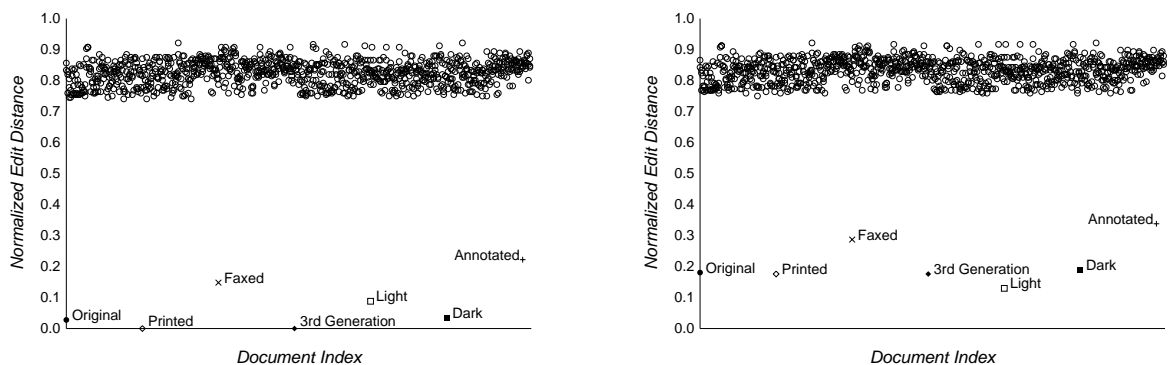 1.0
0.9
0.8
0.7
0.6
0.5
0.4
0.3
0.2
0.1
0.0
Normalized Edit Distance
Annotated
Faxed
Light
Original
Printed
3rd Generation
Dark
Document Index
1.0
0.9
0.8
0.7
0.6
0.5
0.4
0.3
0.2
0.1
0.0
Normalized Edit Distance
Annotated
Faxed
Original
Printed
3rd Generation
Dark
Light
Document Index